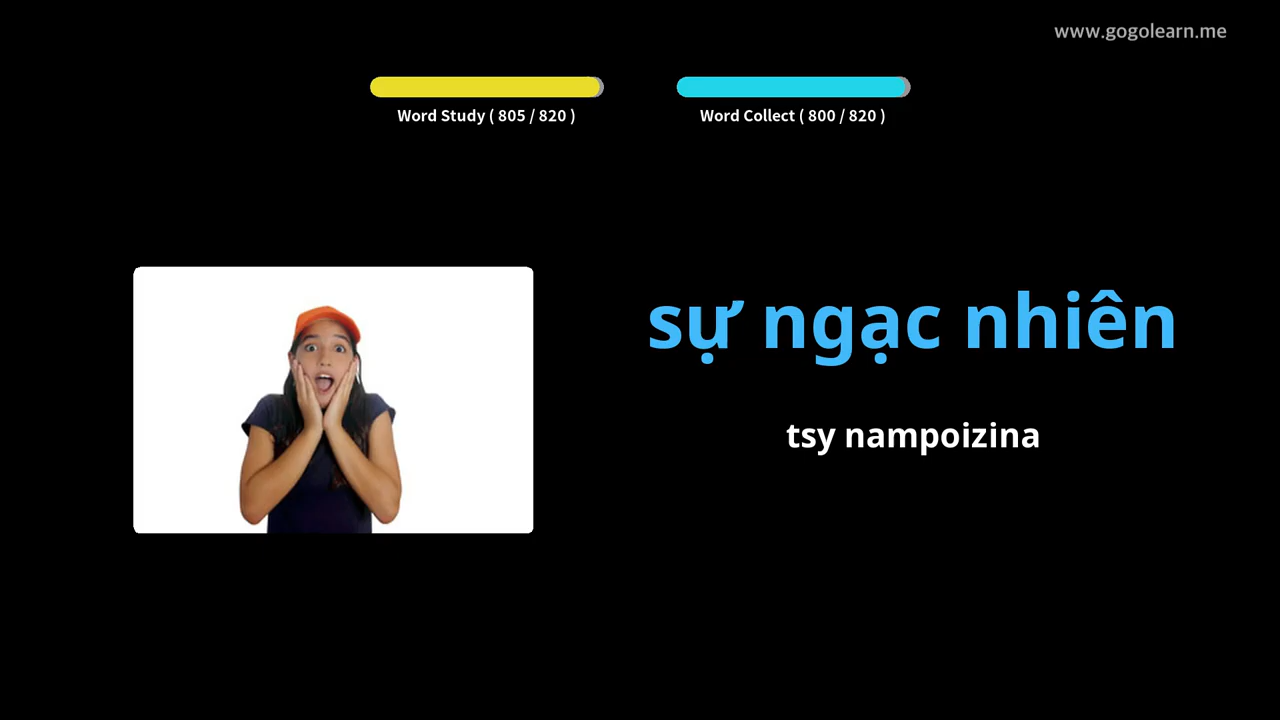 www.gogolearn.me
Word Study ( 805 / 820 )
Word Collect ( 800 / 820 )
sự ngạc nhiên
tsy nampoizina